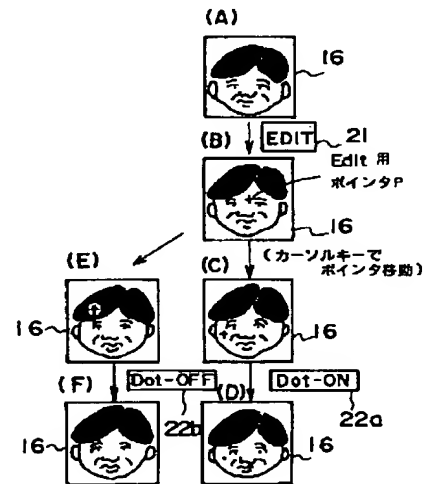 (A)
16
(B)
EDIT
21
Edit 用
ポインタP
16
(カーソルキーで
ポインタ移動)
(E)
(C)
16
16
(F)
Dot-OFF
(D)
Dot-ON
22b
22a
16
16